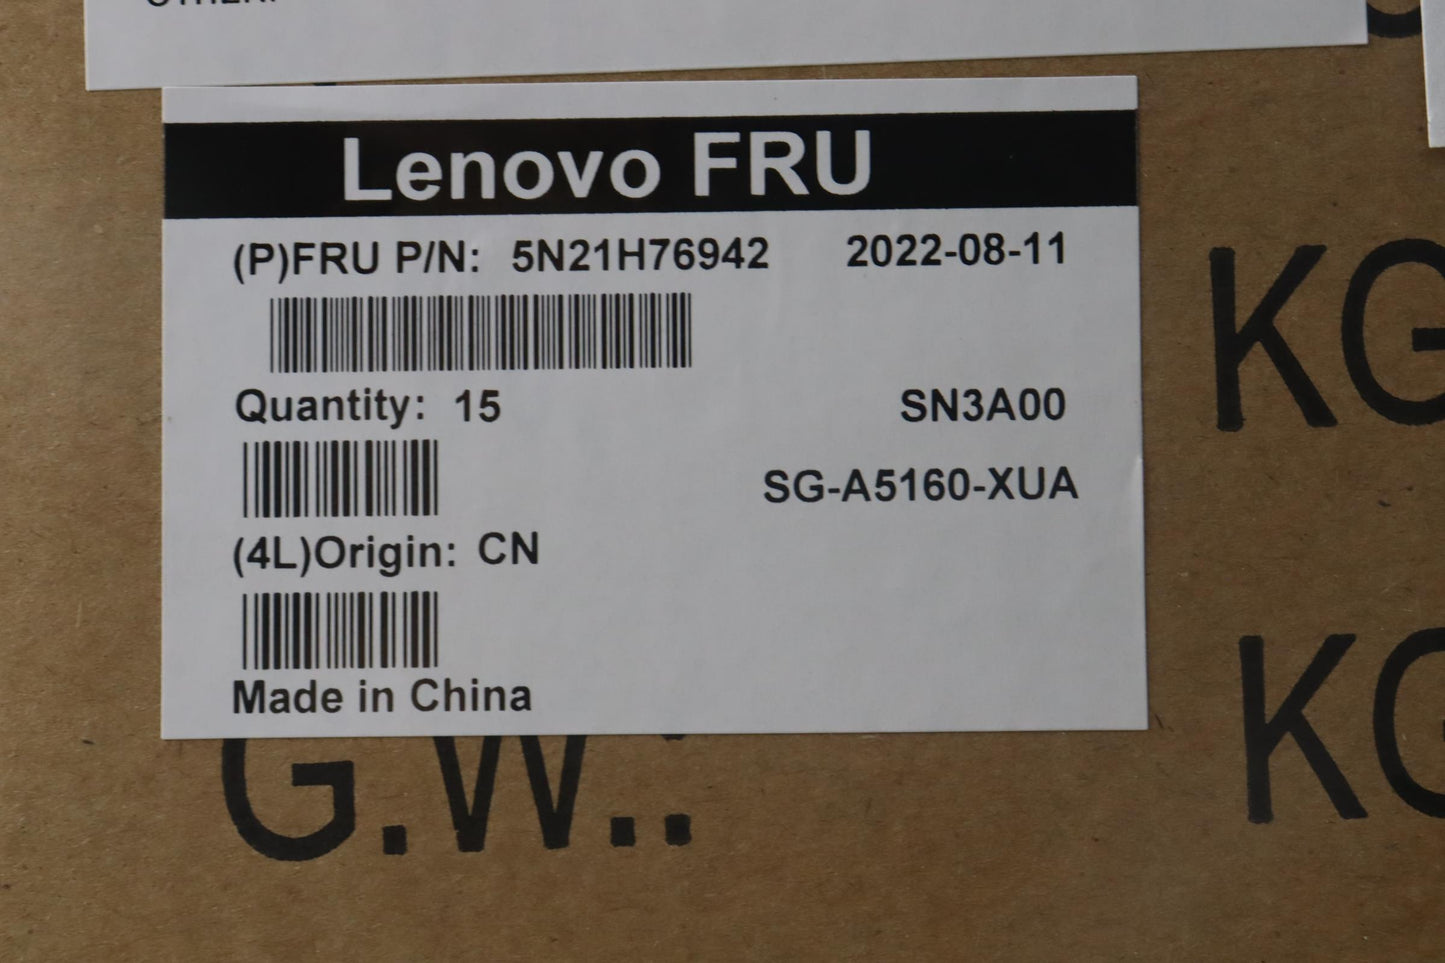 Lenovo FRU
(P)FRU P/N: 5N21H76942 2022-08-11
Quantity: 15 SN3A00
SG-A5160-XUA
(4L)Origin: CN
Made in China
KG
G.W.: KG